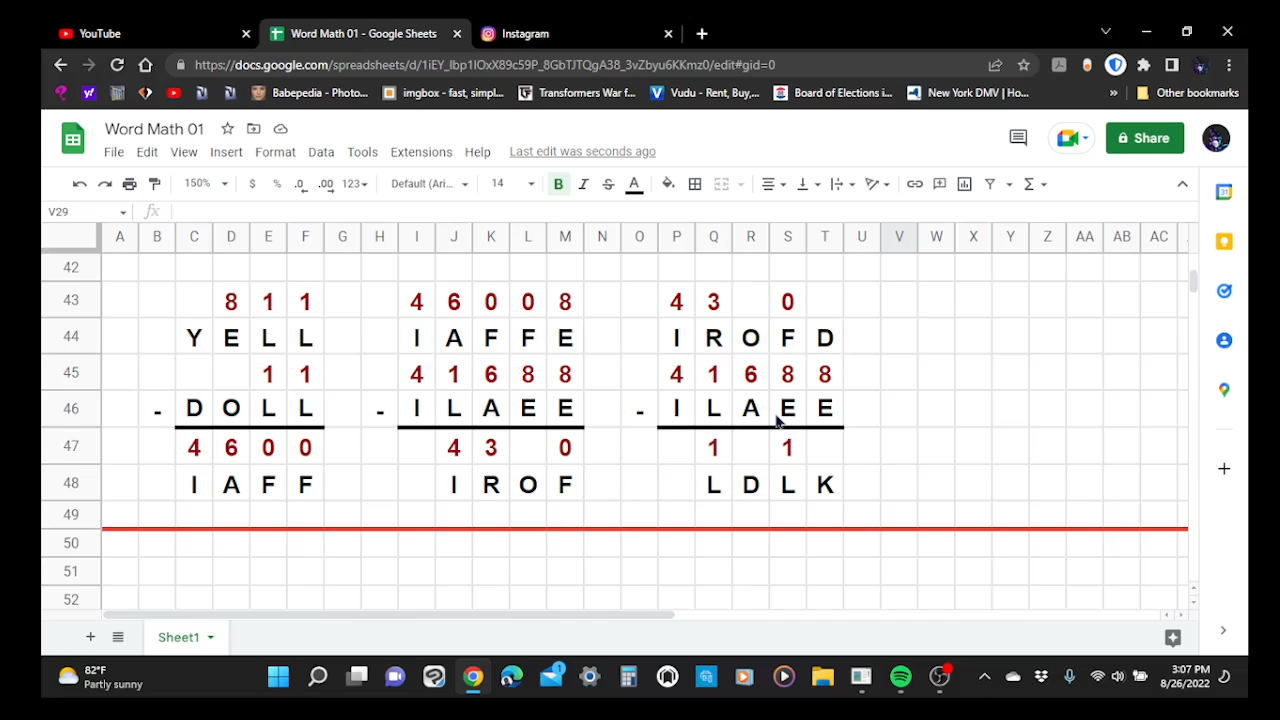 YouTube
Word Math 01 - Google Sheets
Instagram
https://docs.google.com/spreadsheets/d/1iEY_Ibp1IOxX89c59P_8GbTJTQgA38_3vZbyu6KKmz0/edit#gid=0
Babepedia - Photo...
imgbox - fast, simpl...
Transformers War f...
Vudu - Rent, Buy,...
Board of Elections i...
New York DMV | Ho...
»
Other bookmarks
Word Math 01
Share
File Edit View Insert Format Data Tools Extensions Help Last edit was seconds ago
150% $ % .0 .00 123 Default (Ari... 14 B I S A
V29 fx
A B C D E F G H I J K L M N O P Q R S T U V W X Y Z AA AB AC
42
43 8 1 1 4 6 0 0 8 4 3 0
44 Y E L L I A F F E I R O F D
45 1 1 4 1 6 8 8 4 1 6 8 8
46 - D O L L - I L A E E - I L A E E
47 4 6 0 0 4 3 0 1 1
48 I A F F I R O F L D L K
49
50
51
52
Sheet1
82°F
Partly sunny
3:07 PM
8/26/2022